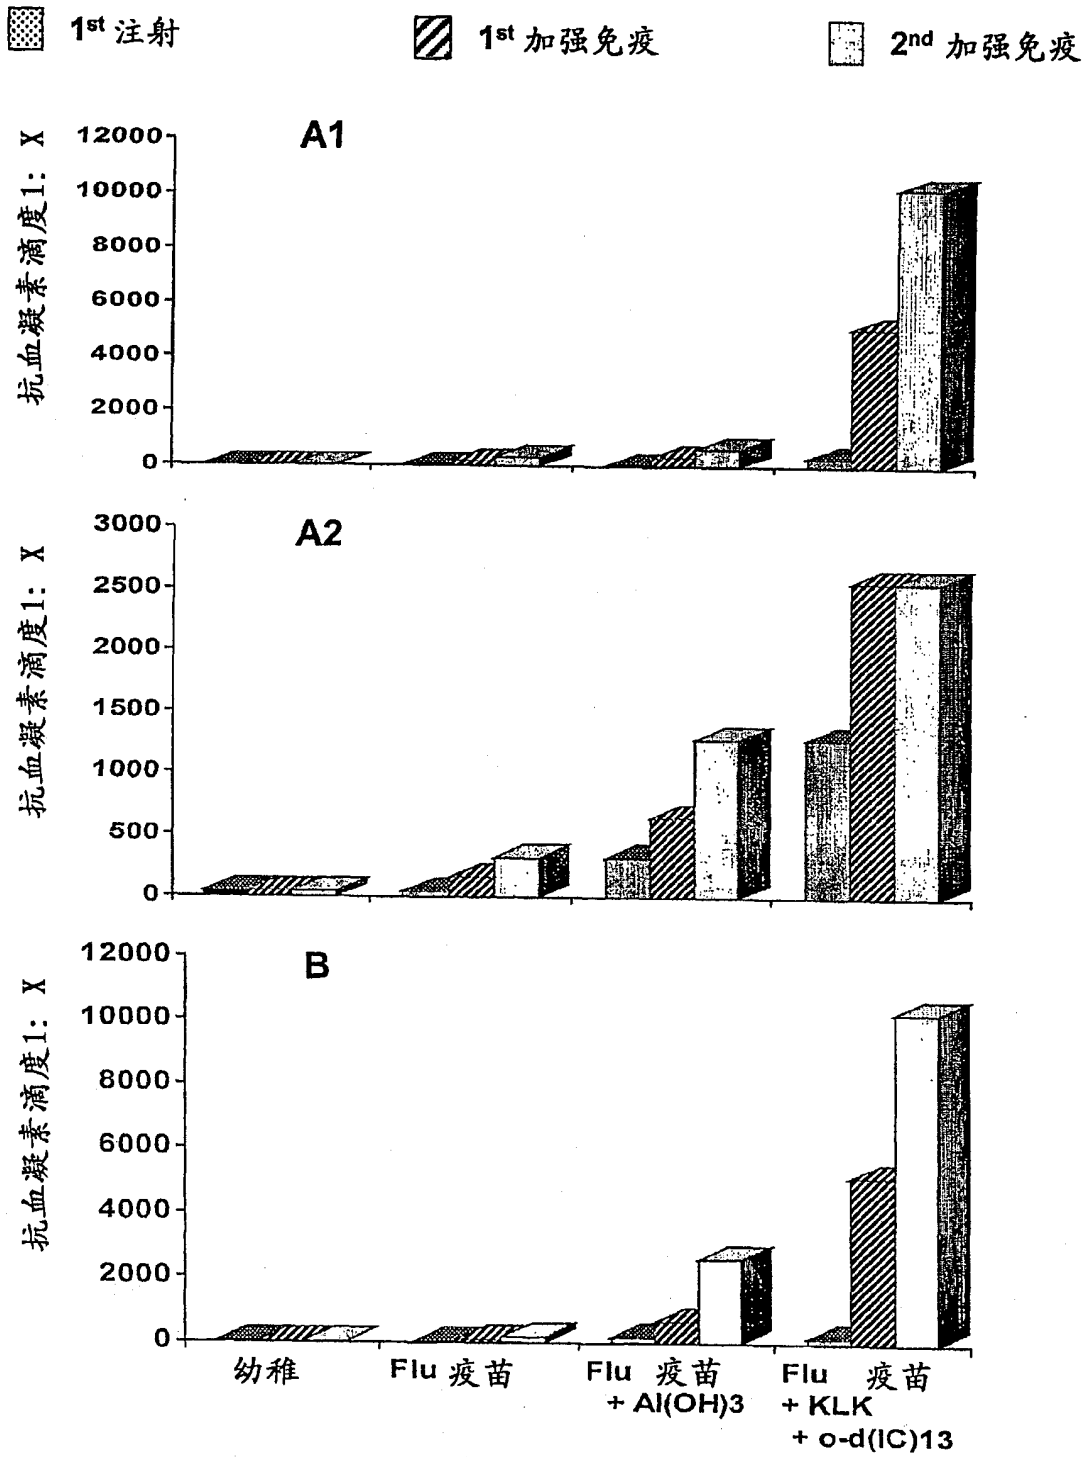 1st 注射
1st 加强免疫
2nd 加强免疫
A1
抗血凝素滴度1: X
12000
10000
8000
6000
4000
2000
0
A2
抗血凝素滴度1: X
3000
2500
2000
1500
1000
500
0
B
抗血凝素滴度1: X
12000
10000
8000
6000
4000
2000
0
幼稚
Flu 疫苗
Flu 疫苗
+ Al(OH)3
Flu 疫苗
+ KLK
+ o-d(IC)13